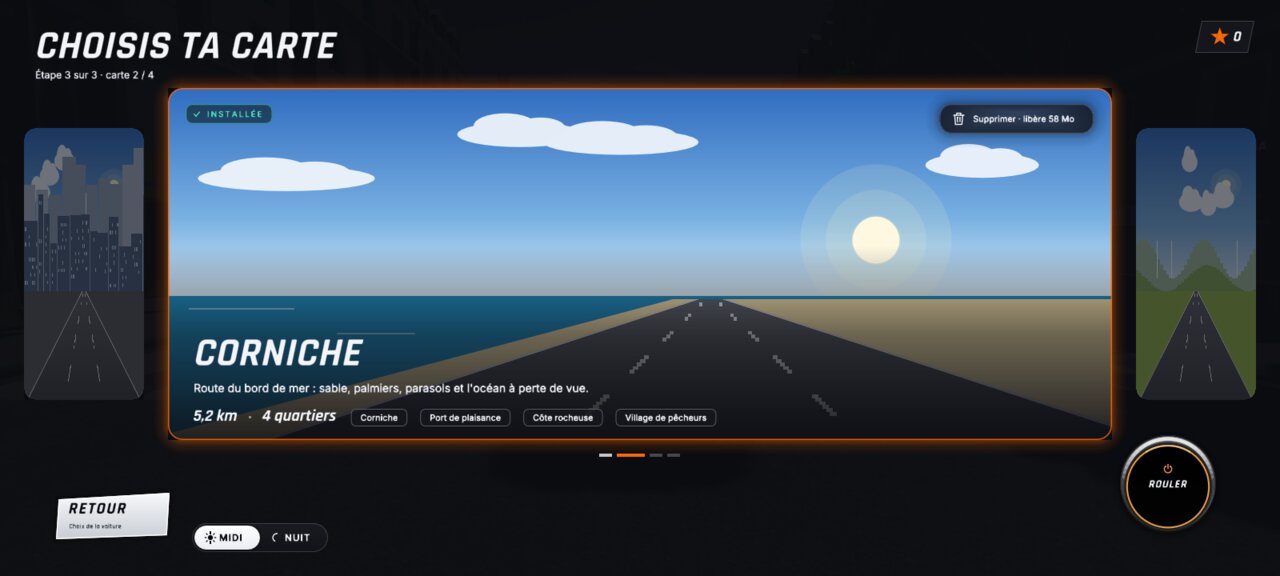 CHOISIS TA CARTE
Étape 3 sur 3 · carte 2 / 4
0
INSTALLÉE
Supprimer · libère 58 Mo
CORNICHE
Route du bord de mer : sable, palmiers, parasols et l'océan à perte de vue.
5,2 km · 4 quartiers Corniche Port de plaisance Côte rocheuse Village de pêcheurs
ROULER
RETOUR
Choix de la voiture
MIDI NUIT